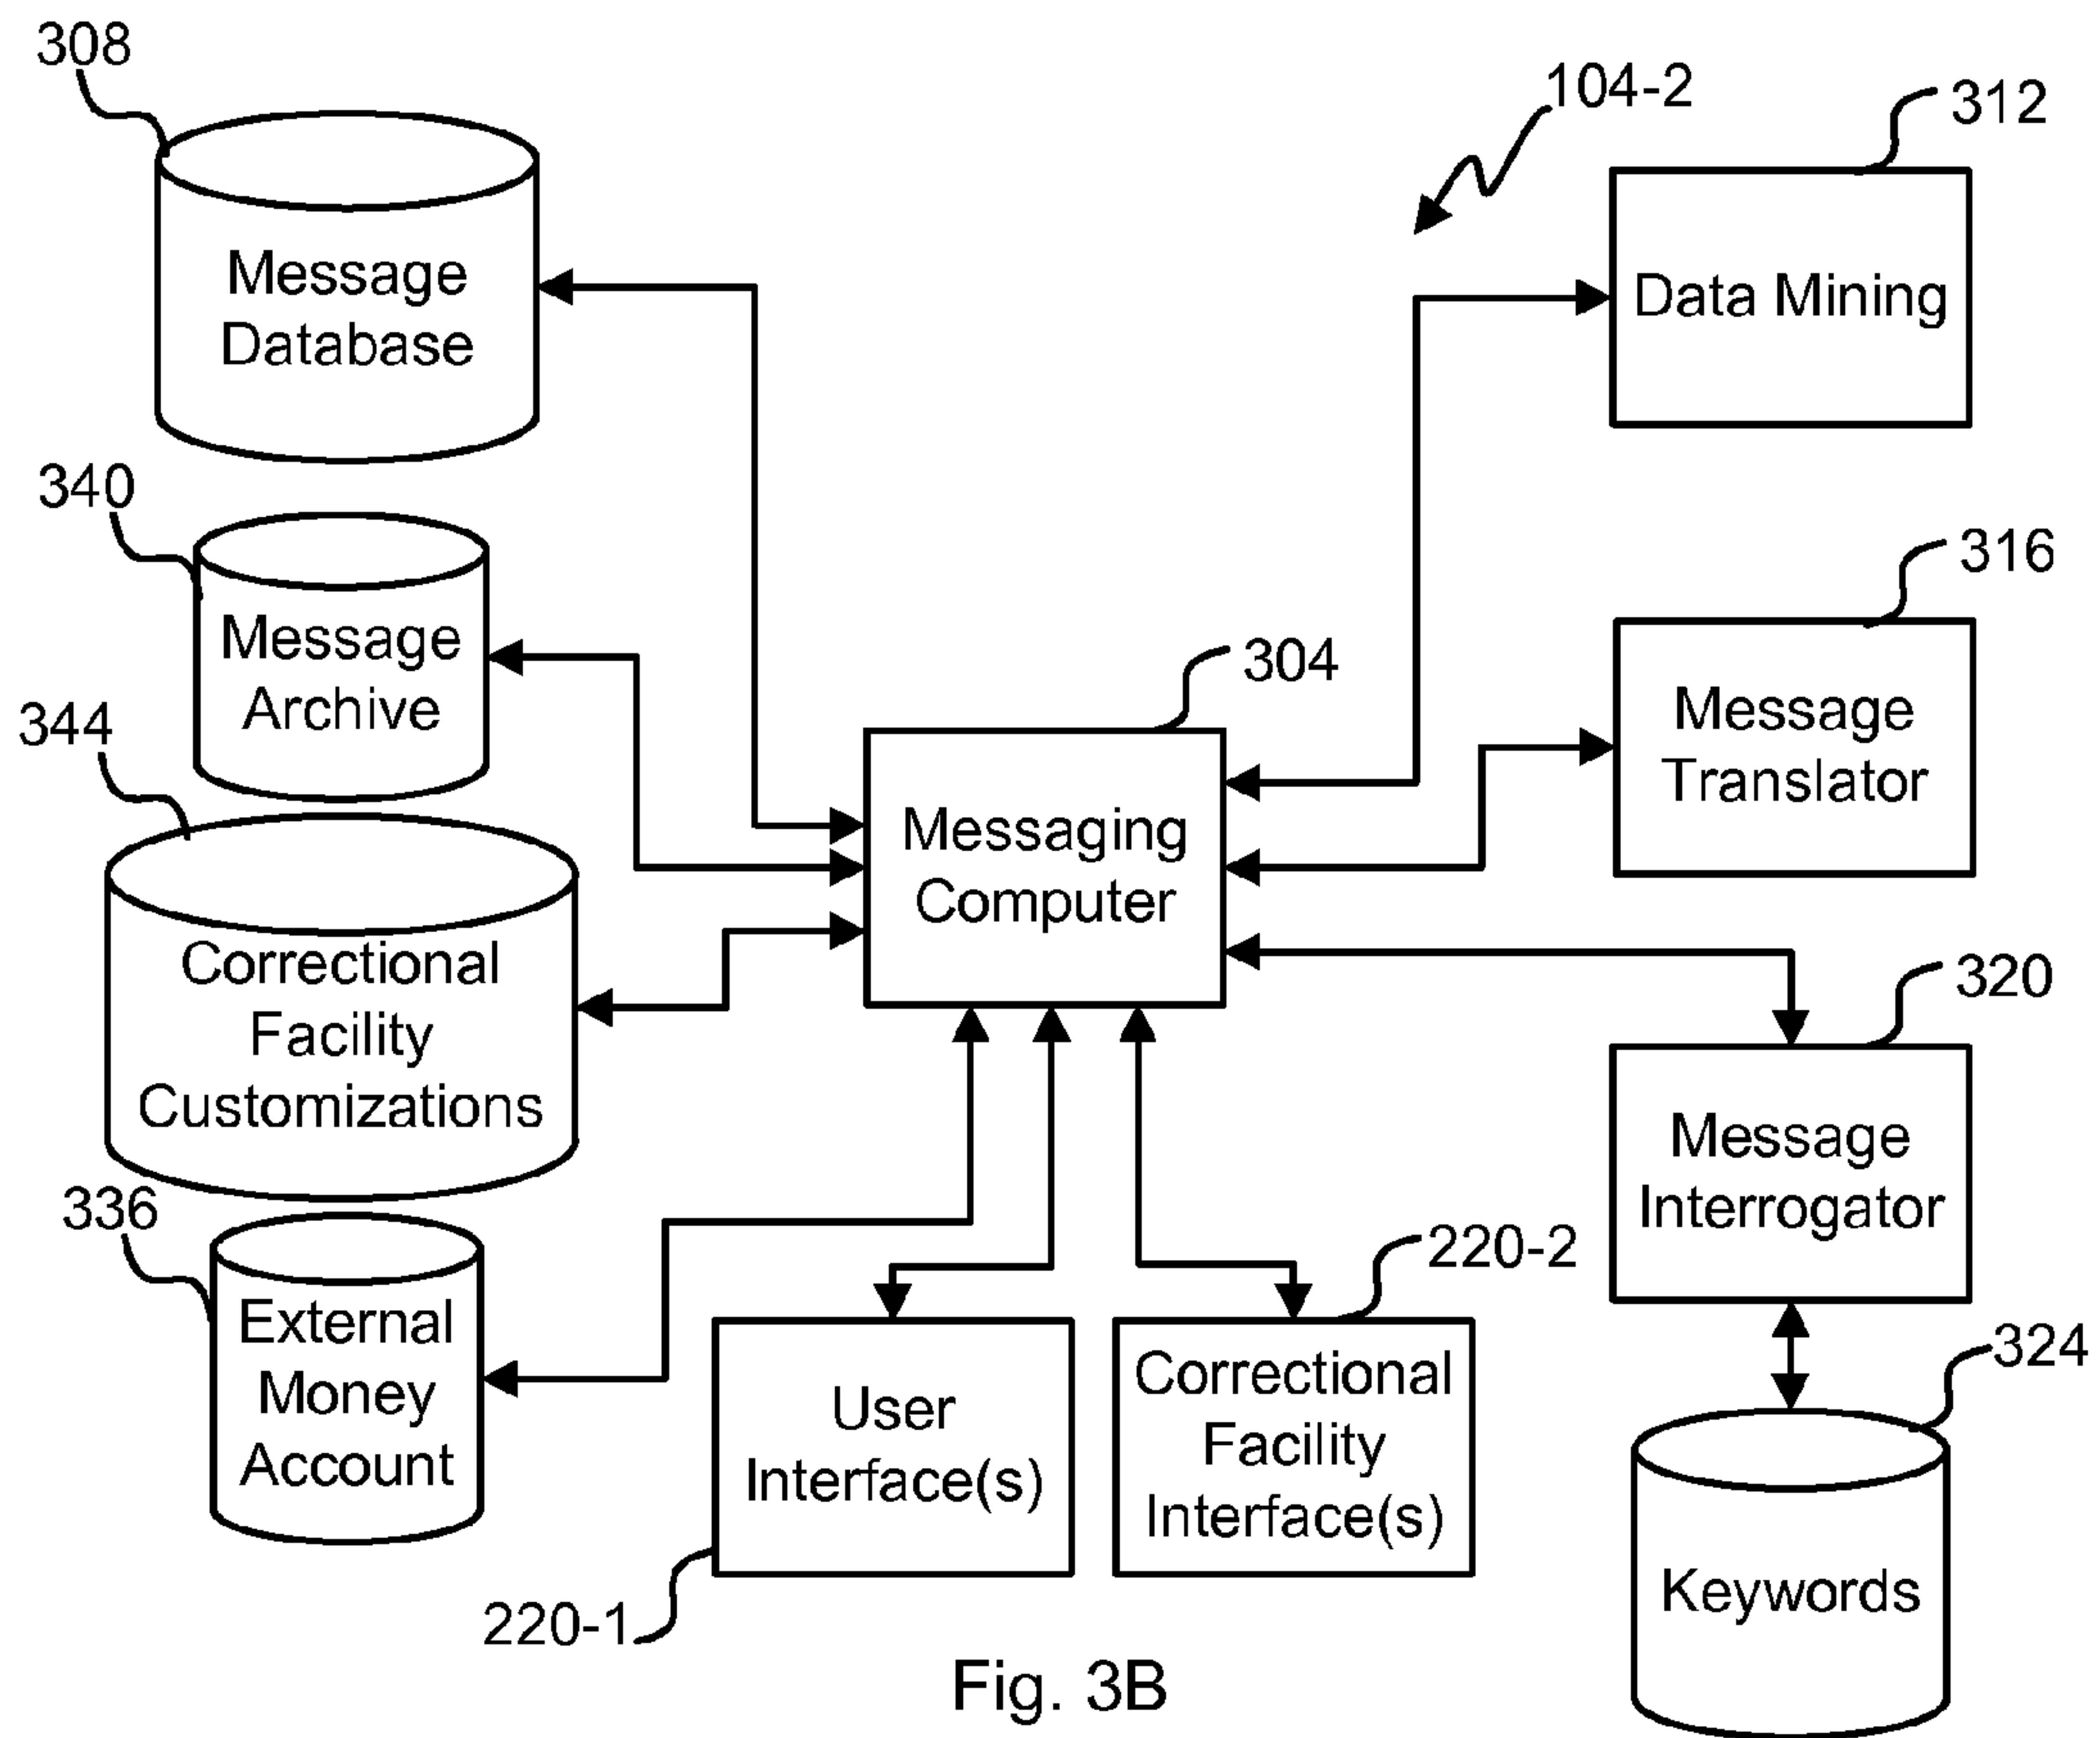 308
104-2
312
Message
Database
Data Mining
340
316
Message
Archive
344
304
Message
Translator
Messaging
Computer
Correctional
Facility
Customizations
320
Message
Interrogator
336
External
Money
Account
220-2
User
Interface(s)
Correctional
Facility
Interface(s)
324
Keywords
220-1
Fig. 3B